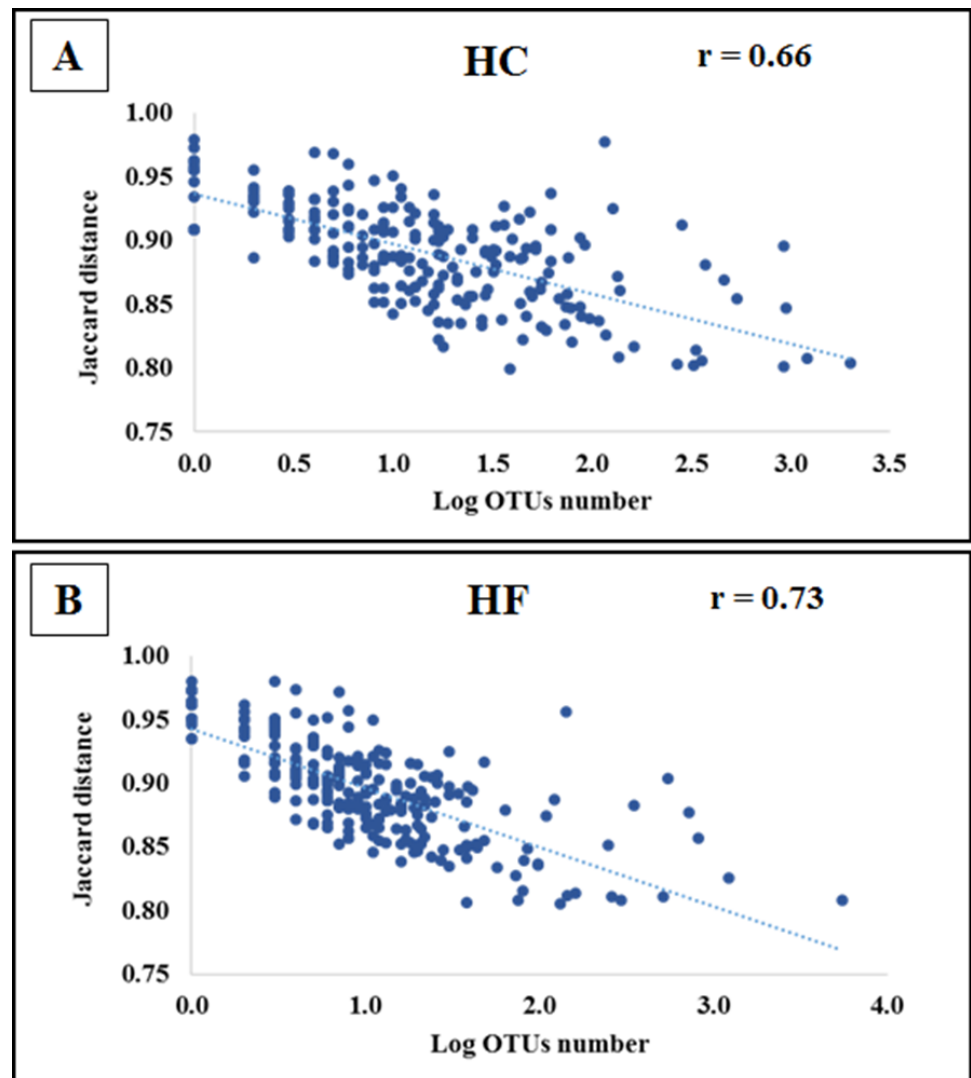 A
HC
r = 0.66
1.00
0.95
0.90
0.85
0.80
0.75
Jaccard distance
0.0 0.5 1.0 1.5 2.0 2.5 3.0 3.5
Log OTUs number
B
HF
r = 0.73
1.00
0.95
0.90
0.85
0.80
0.75
Jaccard distance
0.0 1.0 2.0 3.0 4.0
Log OTUs number